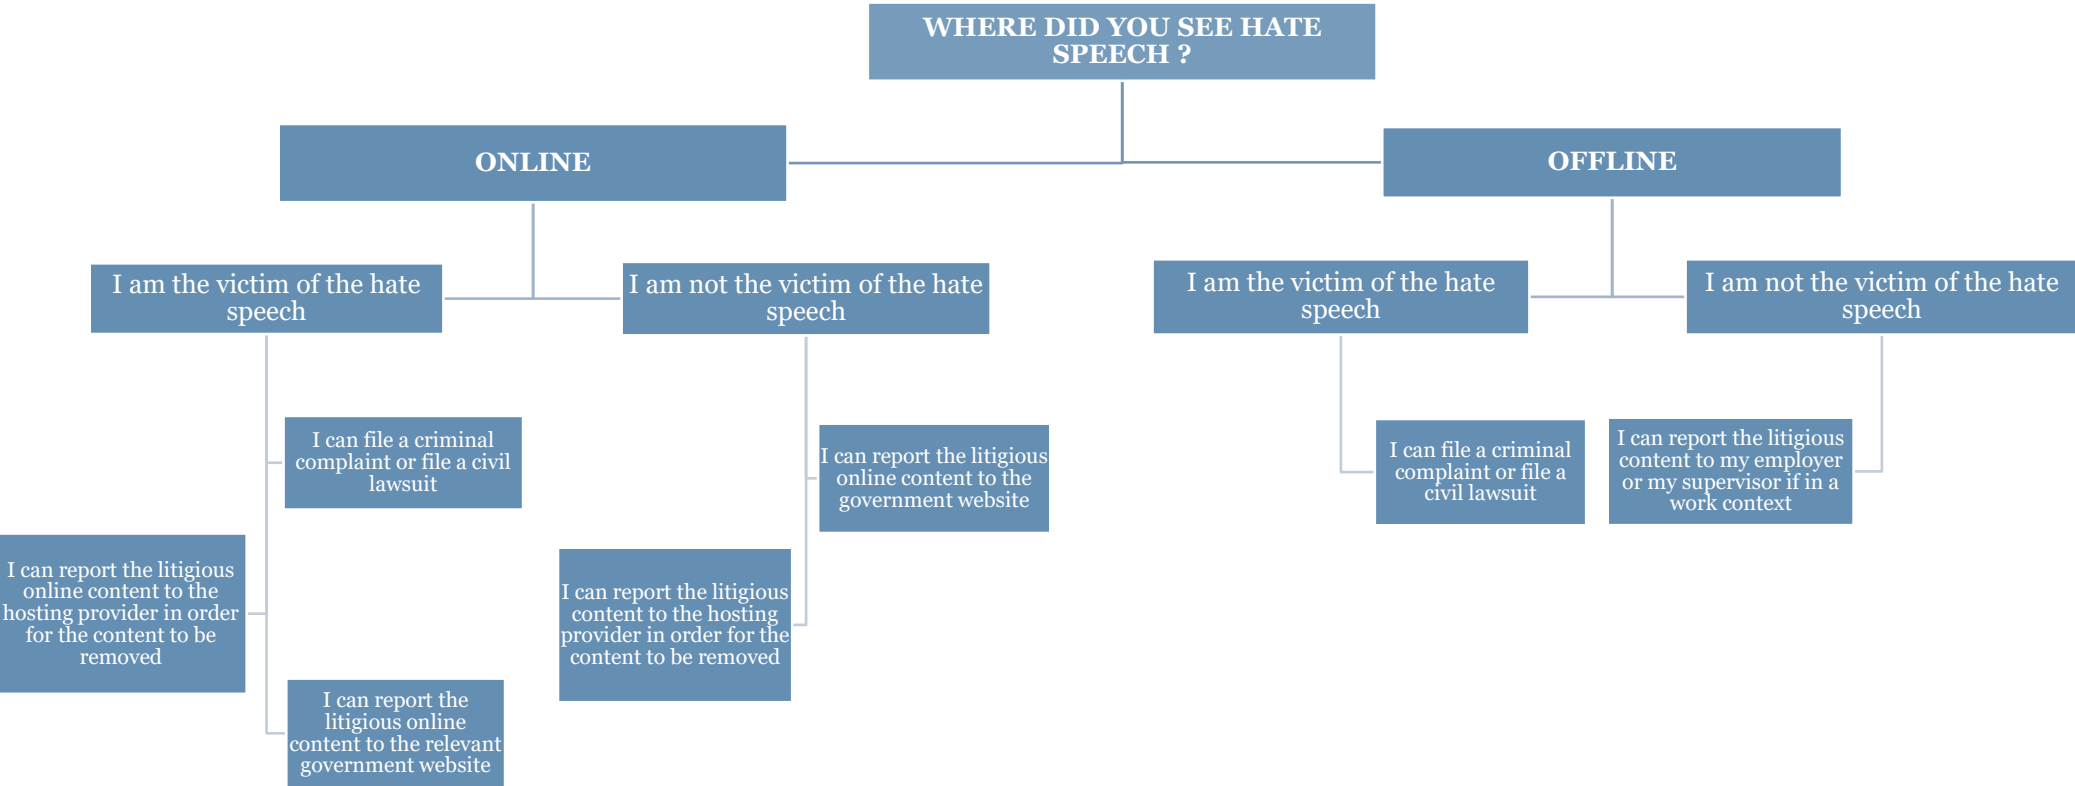 WHERE DID YOU SEE HATE
SPEECH ?
ONLINE
OFFLINE
I am the victim of the hate
speech
I am not the victim of the hate
speech
I am the victim of the hate
speech
I am not the victim of the hate
speech
I can file a criminal
complaint or file a civil
lawsuit
I can report the litigious
online content to the
hosting provider in order
for the content to be
removed
I can report the
litigious online
content to the relevant
government website
I can report the litigious
online content to the
government website
I can report the litigious
content to the hosting
provider in order for the
content to be removed
I can file a criminal
complaint or file a
civil lawsuit
I can report the litigious
content to my employer
or my supervisor if in a
work context